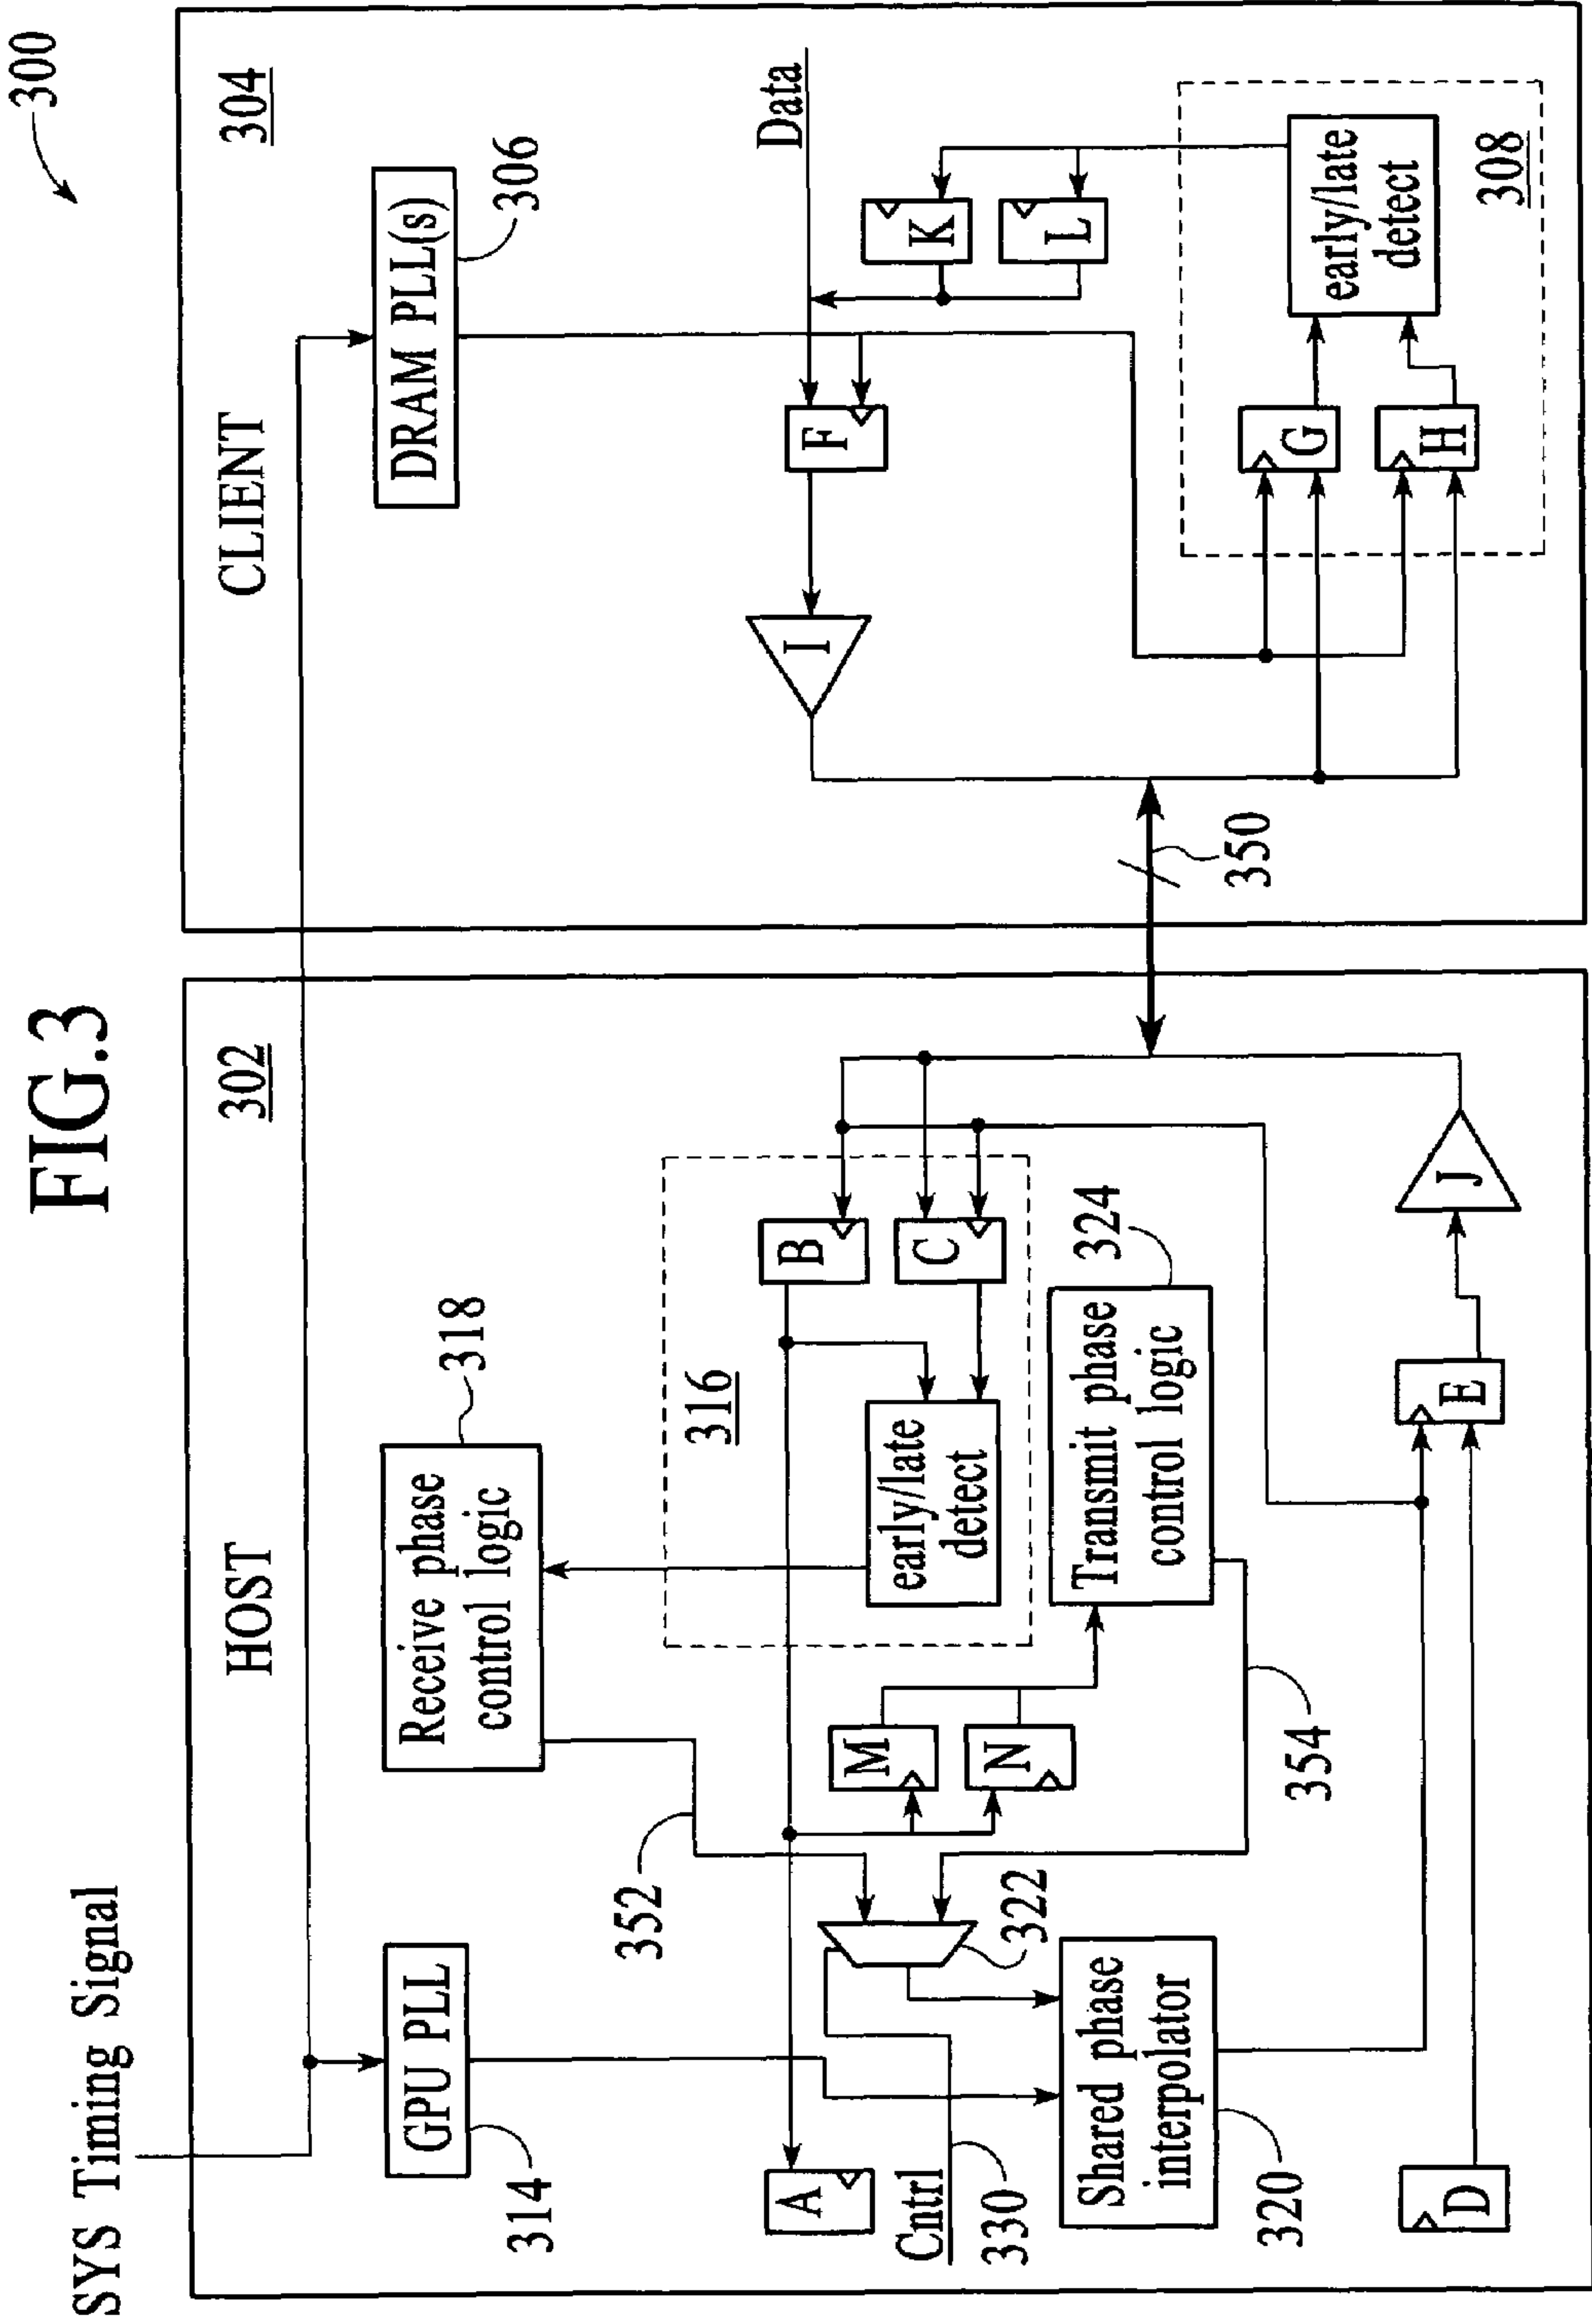 FIG.3
300
SYS Timing Signal
HOST
302
CLIENT
304
GPU PLL
314
Receive phase
control logic
318
DRAM PLL(s)
306
352
316
A
B
C
early/late
detect
M
N
Cntrl
330
322
Transmit phase
control logic
324
Shared phase
interpolator
320
354
D
E
J
350
I
F
Data
K
L
G
H
early/late
detect
308